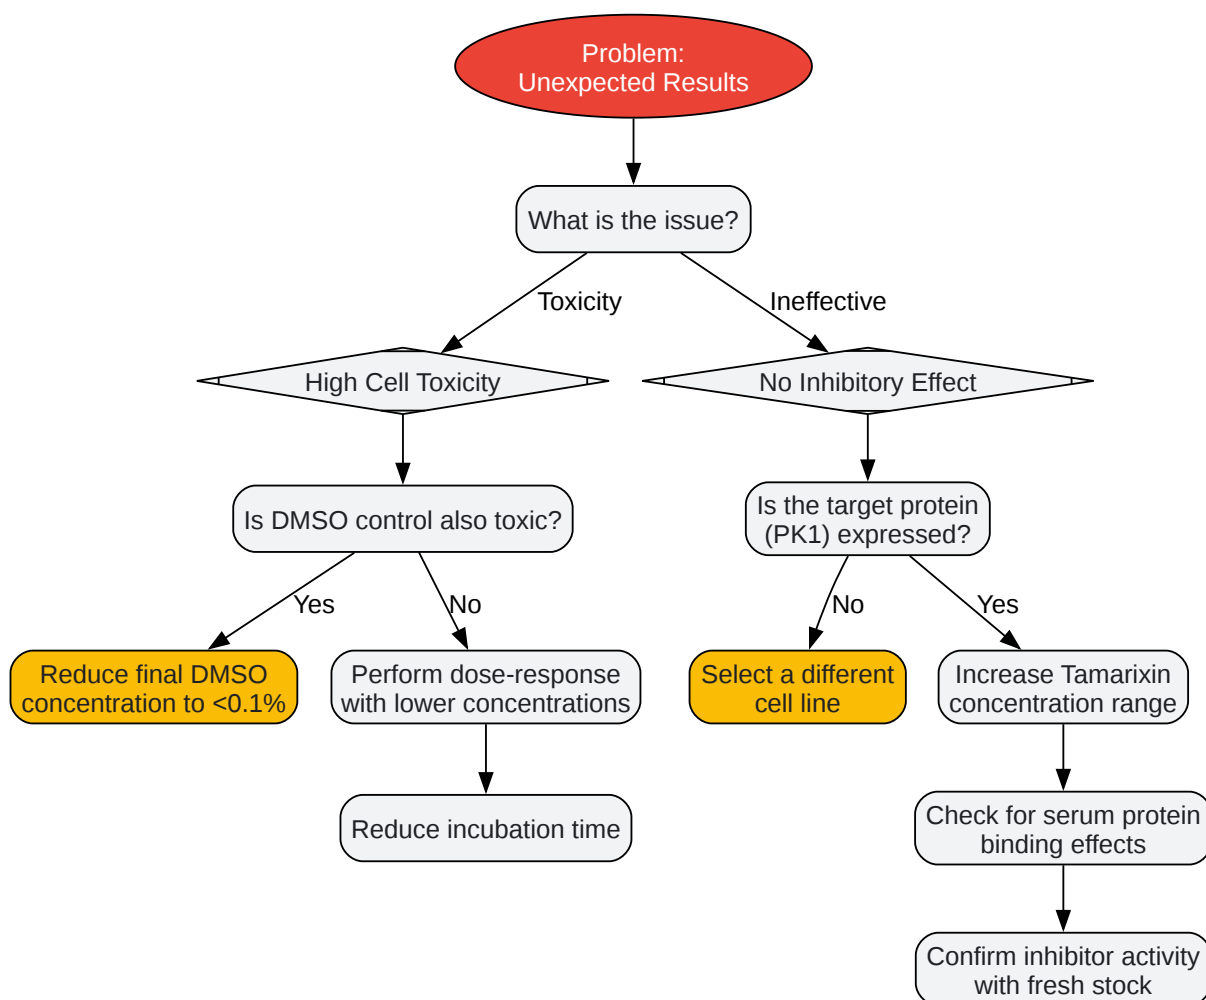 Problem:
Unexpected Results
What is the issue?
Toxicity
Ineffective
High Cell Toxicity
No Inhibitory Effect
Is DMSO control also toxic?
Is the target protein
(PK1) expressed?
Yes
No
No
Yes
Reduce final DMSO
concentration to <0.1%
Perform dose-response
with lower concentrations
Select a different
cell line
Increase Tamarixin
concentration range
Reduce incubation time
Check for serum protein
binding effects
Confirm inhibitor activity
with fresh stock